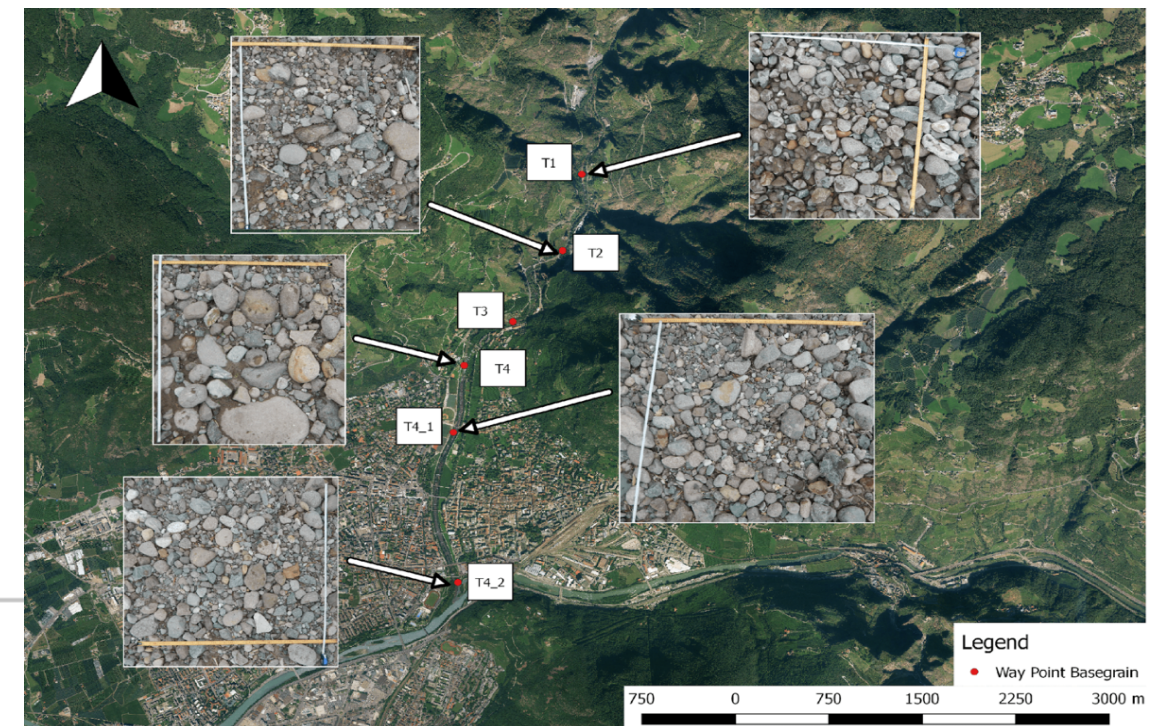 T1
T2
T3
T4
T4_1
T4_2
Legend
Way Point Basegrain
750 0 750 1500 2250 3000 m